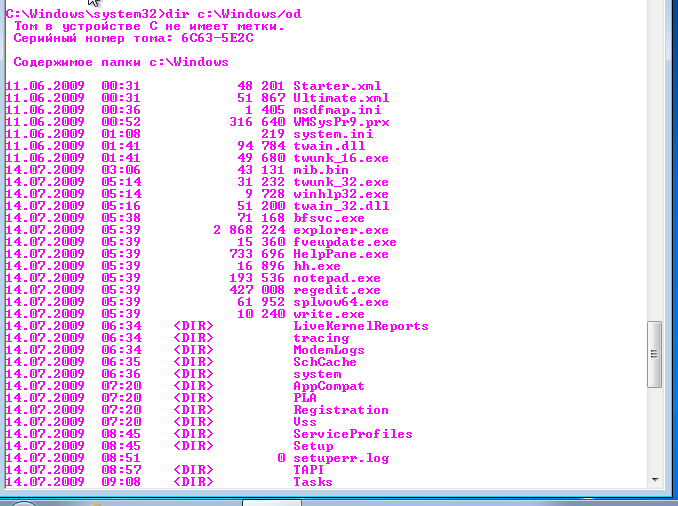 C:\Windows\system32>dir c:\Windows/od
Том в устройстве C не имеет метки.
Серийный номер тома: 6C63-5E2C
Содержимое папки c:\Windows
11.06.2009 00:31 48 201 Starter.xml
11.06.2009 00:31 51 867 Ultimate.xml
11.06.2009 00:36 1 405 msdfmap.ini
11.06.2009 00:52 316 640 WMSysPr9.prx
11.06.2009 01:08 219 system.ini
11.06.2009 01:41 94 784 twain.dll
11.06.2009 01:41 49 680 twunk_16.exe
14.07.2009 03:06 43 131 mib.bin
14.07.2009 05:14 31 232 twunk_32.exe
14.07.2009 05:14 9 728 winhlp32.exe
14.07.2009 05:16 51 200 twain_32.dll
14.07.2009 05:38 71 168 bfsvc.exe
14.07.2009 05:39 2 868 224 explorer.exe
14.07.2009 05:39 15 360 fveupdate.exe
14.07.2009 05:39 733 696 HelpPane.exe
14.07.2009 05:39 16 896 hh.exe
14.07.2009 05:39 193 536 notepad.exe
14.07.2009 05:39 427 008 regedit.exe
14.07.2009 05:39 61 952 splwow64.exe
14.07.2009 05:39 10 240 write.exe
14.07.2009 06:34 <DIR> LiveKernelReports
14.07.2009 06:34 <DIR> tracing
14.07.2009 06:34 <DIR> ModemLogs
14.07.2009 06:35 <DIR> SchCache
14.07.2009 06:36 <DIR> system
14.07.2009 07:20 <DIR> AppCompat
14.07.2009 07:20 <DIR> PLA
14.07.2009 07:20 <DIR> Registration
14.07.2009 07:20 <DIR> Vss
14.07.2009 08:45 <DIR> ServiceProfiles
14.07.2009 08:45 <DIR> Setup
14.07.2009 08:51 0 setuperr.log
14.07.2009 08:57 <DIR> TAPI
14.07.2009 09:08 <DIR> Tasks